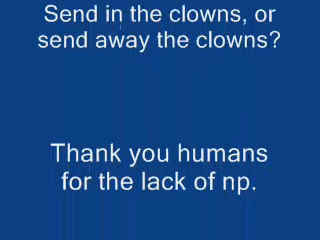 Send in the clowns, or
send away the clowns?
Thank you humans
for the lack of np.